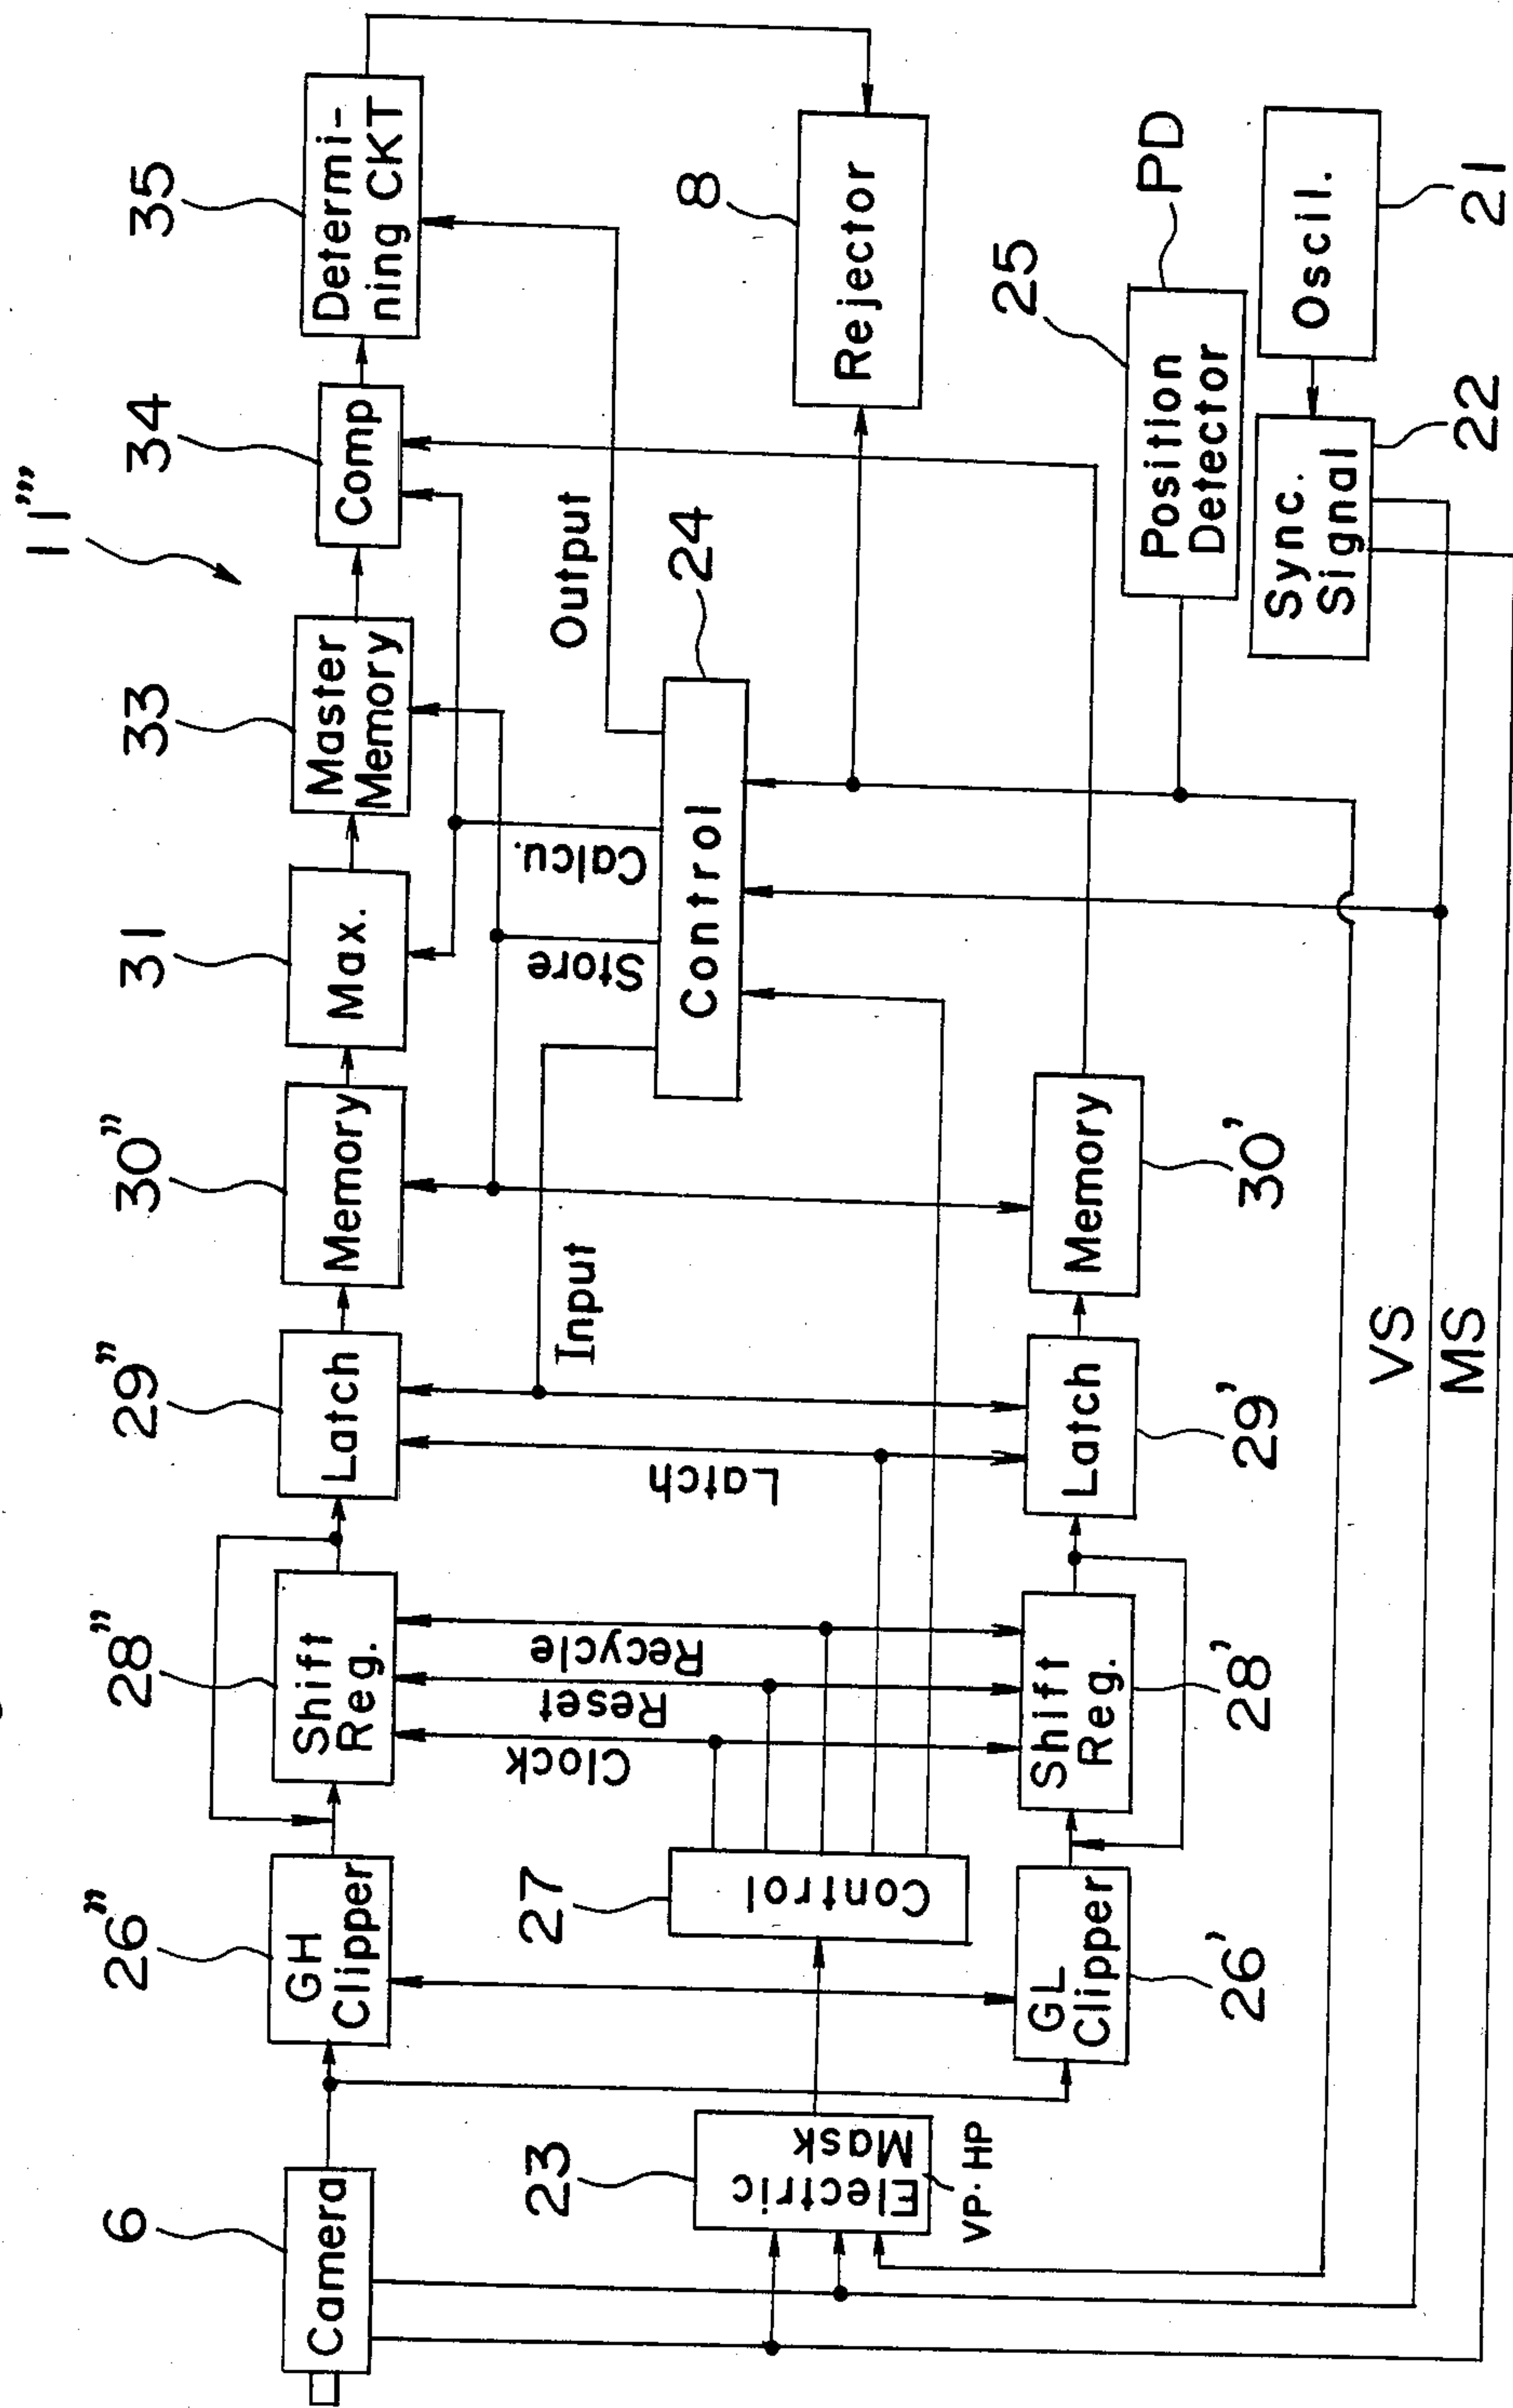 11'''
6
26''
28''
29''
30''
31
33
34
35
Camera
GH
Clipper
Shift
Reg.
Latch
Memory
Max.
Master
Memory
Comp
Determi-
ning CKT
Clock
Reset
Recycle
Latch
Input
Store
Calcu.
Output
23
Electric
Mask
VP·HP
27
Control
24
Control
8
Rejector
GL
Clipper
26'
Shift
Reg.
28'
Latch
29'
Memory
30'
25
PD
Position
Detector
Oscil.
21
Sync.
Signal
22
VS
MS